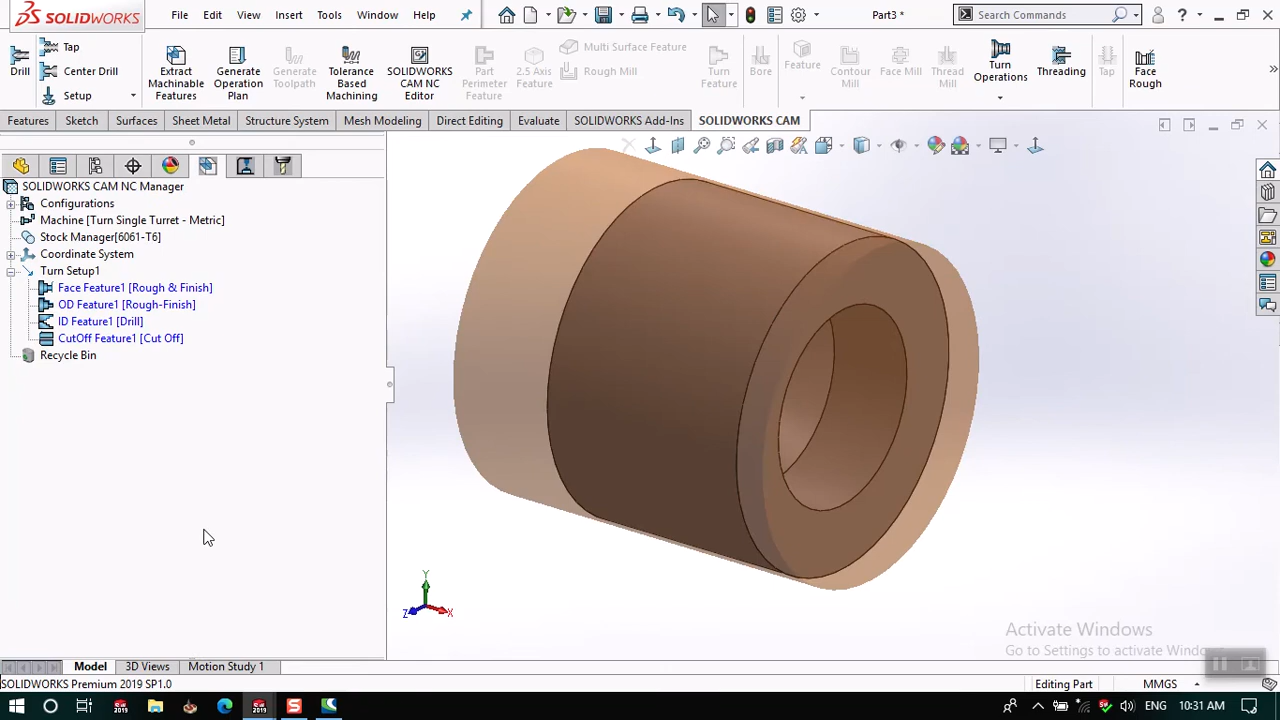 SOLIDWORKS File Edit View Insert Tools Window Help Part3 * Search Commands ?
Drill Tap Center Drill Setup
Extract Machinable Features
Generate Operation Plan
Generate Toolpath
Tolerance Based Machining
SOLIDWORKS CAM NC Editor
Part Perimeter Feature
2.5 Axis Feature
Multi Surface Feature
Rough Mill
Turn Feature
Bore
Feature
Contour Mill
Face Mill
Thread Mill
Turn Operations
Threading
Tap
Face Rough
Features Sketch Surfaces Sheet Metal Structure System Mesh Modeling Direct Editing Evaluate SOLIDWORKS Add-Ins SOLIDWORKS CAM
SOLIDWORKS CAM NC Manager
Configurations
Machine [Turn Single Turret - Metric]
Stock Manager[6061-T6]
Coordinate System
Turn Setup1
Face Feature1 [Rough & Finish]
OD Feature1 [Rough-Finish]
ID Feature1 [Drill]
CutOff Feature1 [Cut Off]
Recycle Bin
Y
Z X
Activate Windows
Go to Settings to activate Windows
Model 3D Views Motion Study 1
SOLIDWORKS Premium 2019 SP1.0 Editing Part MMGS
ENG 10:31 AM